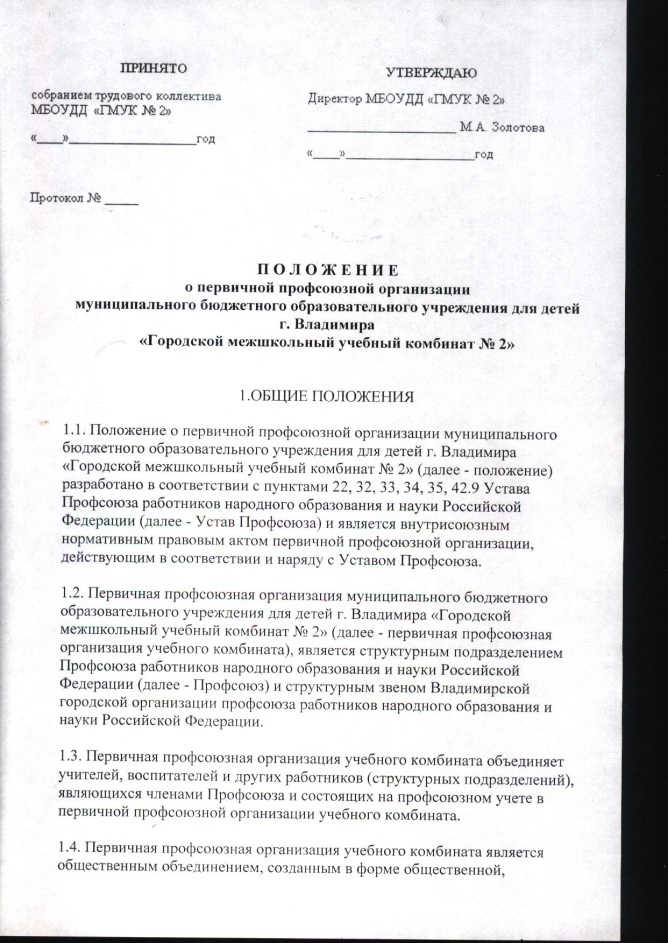 ПРИНЯТО
собранием трудового коллектива
МБОУДД «ГМУК № 2»
«____»____________________год
Протокол № _____
УТВЕРЖДАЮ
Директор МБОУДД «ГМУК № 2»
_______________________ М.А. Золотова
«____»____________________год
П О Л О Ж Е Н И Е
о первичной профсоюзной организации
муниципального бюджетного образовательного учреждения для детей
г. Владимира
«Городской межшкольный учебный комбинат № 2»
1.ОБЩИЕ ПОЛОЖЕНИЯ
1.1. Положение о первичной профсоюзной организации муниципального
бюджетного образовательного учреждения для детей г. Владимира
«Городской межшкольный учебный комбинат № 2» (далее - положение)
разработано в соответствии с пунктами 22, 32, 33, 34, 35, 42.9 Устава
Профсоюза работников народного образования и науки Российской
Федерации (далее - Устав Профсоюза) и является внутрисоюзным
нормативным правовым актом первичной профсоюзной организации,
действующим в соответствии и наряду с Уставом Профсоюза.
1.2. Первичная профсоюзная организация муниципального бюджетного
образовательного учреждения для детей г. Владимира «Городской
межшкольный учебный комбинат № 2» (далее - первичная профсоюзная
организация учебного комбината), является структурным подразделением
Профсоюза работников народного образования и науки Российской
Федерации (далее - Профсоюз) и структурным звеном Владимирской
городской организации профсоюза работников народного образования и
науки Российской Федерации.
1.3. Первичная профсоюзная организация учебного комбината объединяет
учителей, воспитателей и других работников (структурных подразделений),
являющихся членами Профсоюза и состоящих на профсоюзном учете в
первичной профсоюзной организации учебного комбината.
1.4. Первичная профсоюзная организация учебного комбината является
общественным объединением, созданным в форме общественной,